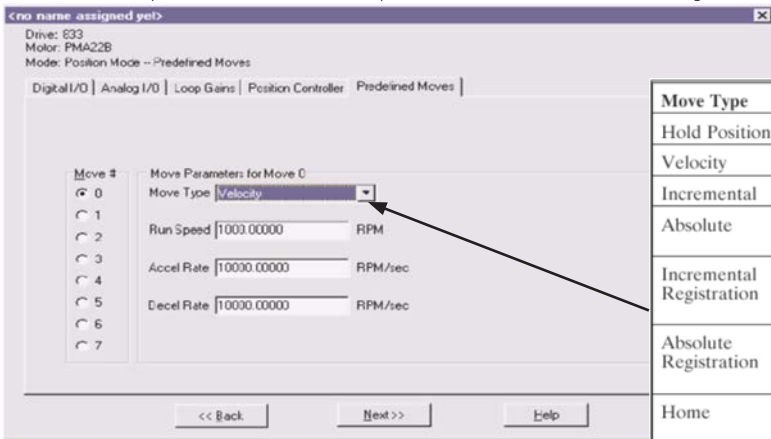 <no name assigned yet>
Drive: 833
Motor: PMA22B
Mode: Position Mode -- Predefined Moves
Digital I/O
Analog I/O
Loop Gains
Position Controller
Predefined Moves
Move #
0
1
2
3
4
5
6
7
Move Parameters for Move 0
Move Type Velocity
Run Speed 1000.00000 RPM
Accel Rate 10000.00000 RPM/sec
Decel Rate 10000.00000 RPM/sec
<< Back
Next >>
Help
Move Type
Hold Position
Velocity
Incremental
Absolute
Incremental
Registration
Absolute
Registration
Home